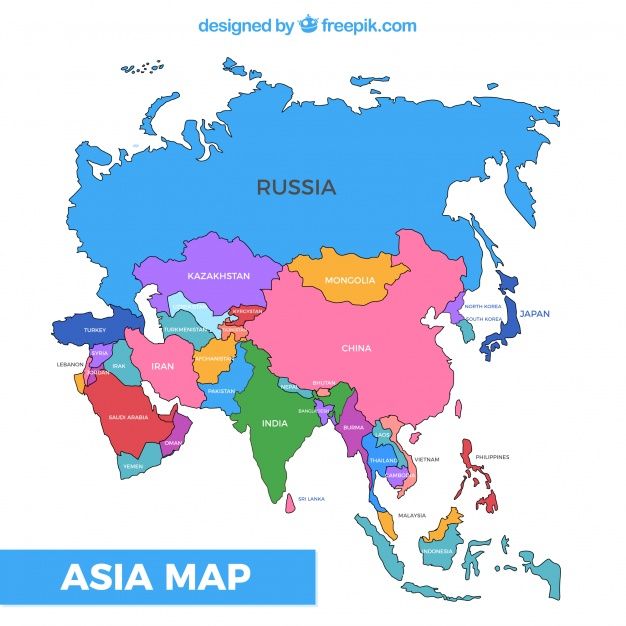 designed by freepik.com
RUSSIA
KAZAKHSTAN
MONGOLIA
KYRGYSTAN
NORTH KOREA
SOUTH KOREA
JAPAN
TURKEY
TURKMENISTAN
SYRIA
LEBANON
IRAK
IRAN
AFGHANISTAN
CHINA
JORDAN
PAKISTAN
NEPAL
BHUTAN
SAUDI ARABIA
BANGLADESH
INDIA
OMAN
BURMA
LAOS
YEMEN
THAILAND
VIETNAM
PHILIPPINES
CAMBODIA
SRI LANKA
MALAYSIA
INDONESIA
ASIA MAP